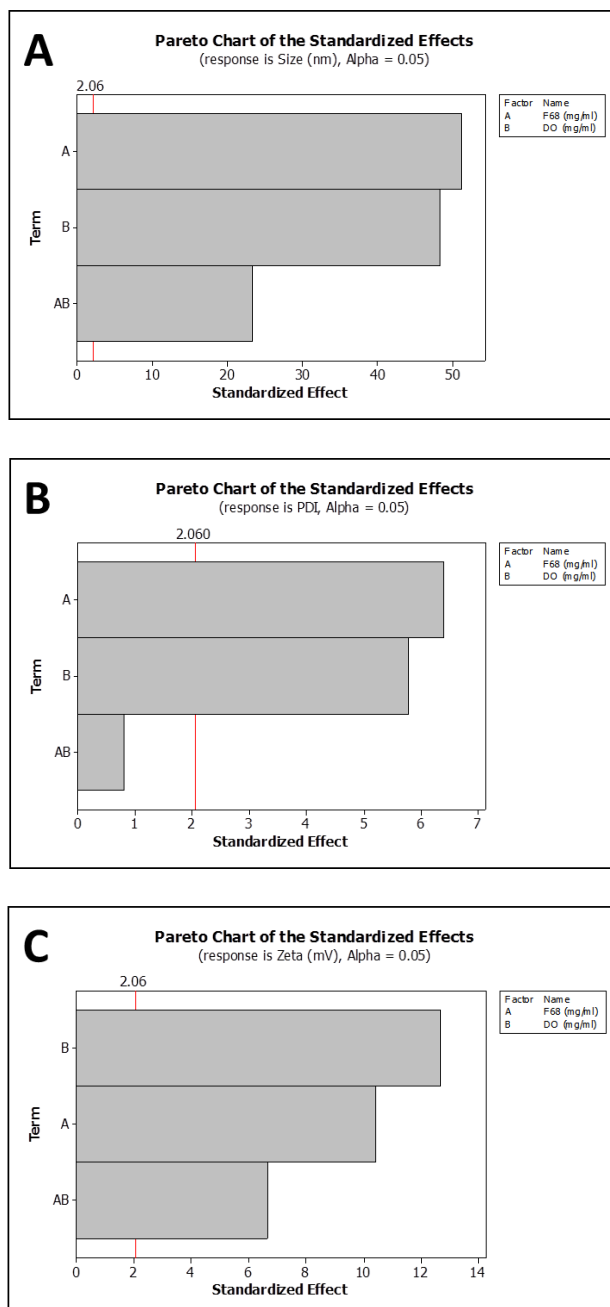 A
Pareto Chart of the Standardized Effects
(response is Size (nm), Alpha = 0.05)
2.06
Factor Name
A F68 (mg/ml)
B DO (mg/ml)
A
B
AB
Term
0 10 20 30 40 50
Standardized Effect
B
Pareto Chart of the Standardized Effects
(response is PDI, Alpha = 0.05)
2.060
Factor Name
A F68 (mg/ml)
B DO (mg/ml)
A
B
AB
Term
0 1 2 3 4 5 6 7
Standardized Effect
C
Pareto Chart of the Standardized Effects
(response is Zeta (mV), Alpha = 0.05)
2.06
Factor Name
A F68 (mg/ml)
B DO (mg/ml)
B
A
AB
Term
0 2 4 6 8 10 12 14
Standardized Effect